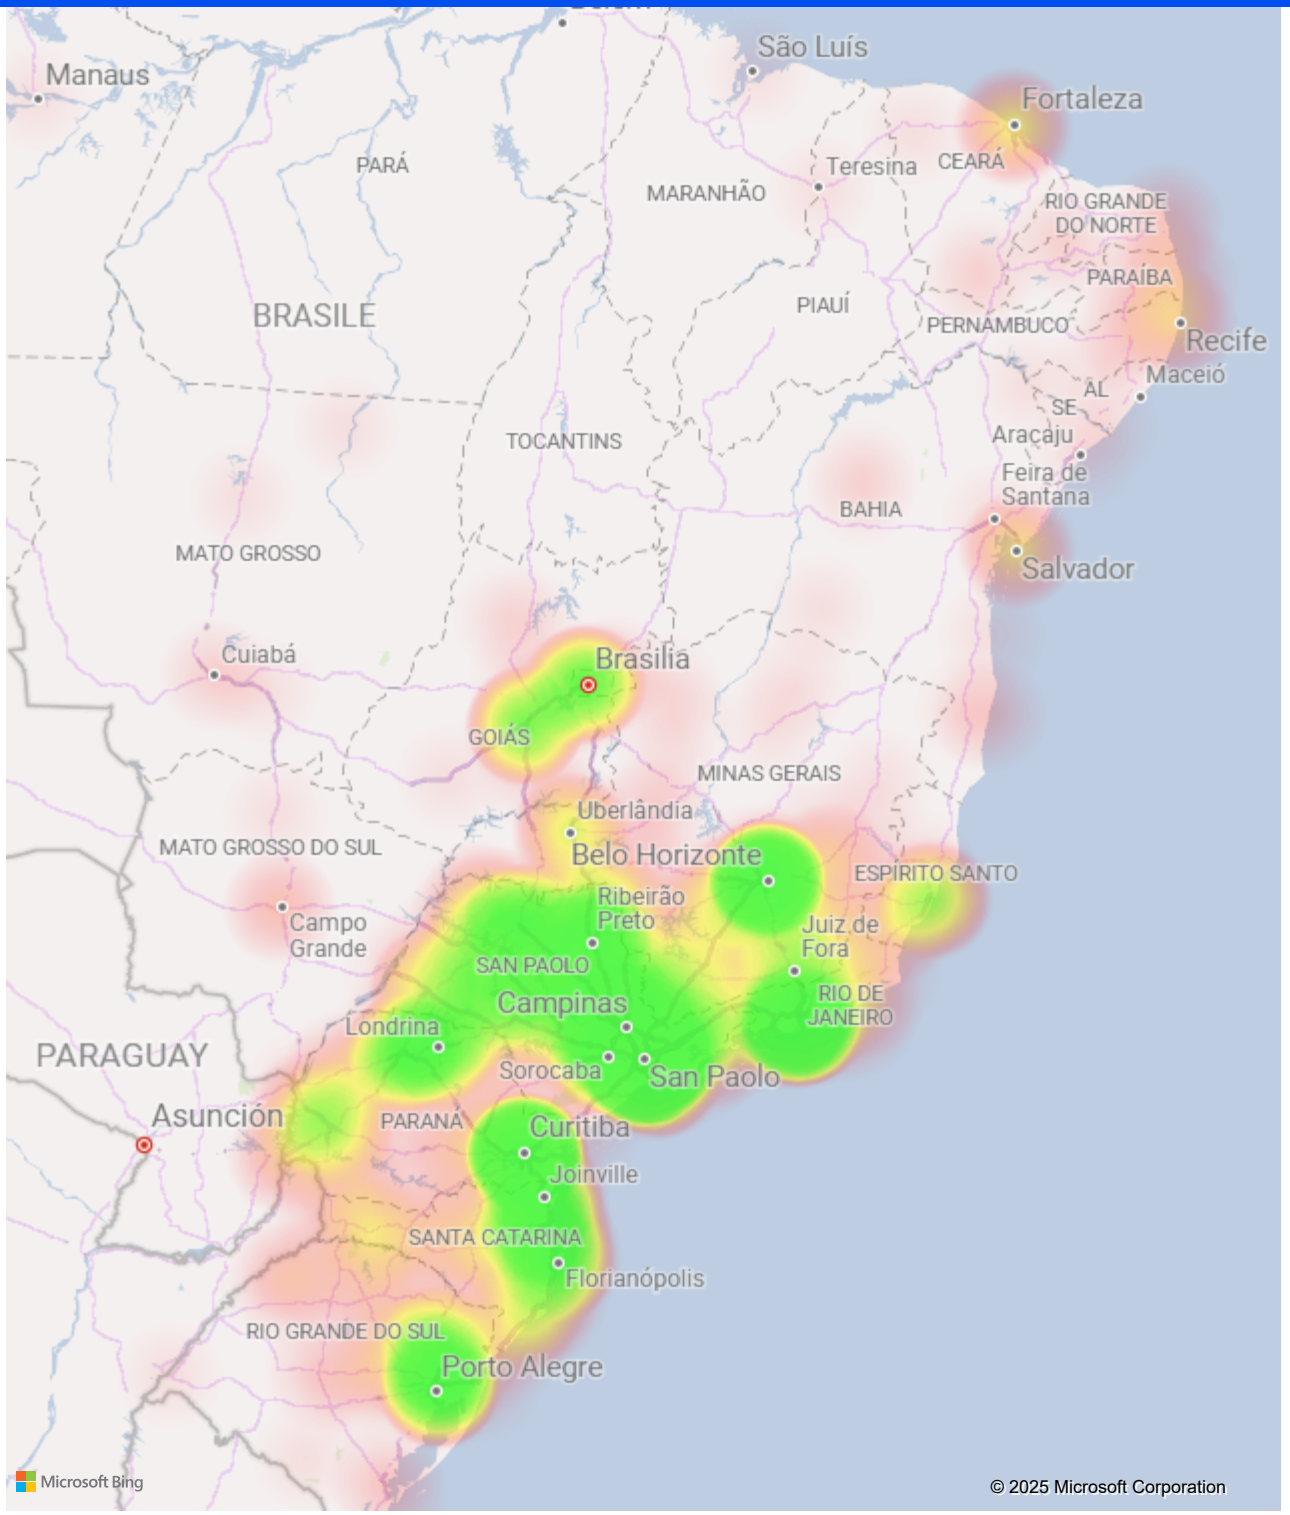 São Luís
Manaus
Fortaleza
PARÁ
CEARÁ
Teresina
MARANHÃO
RIO GRANDE
DO NORTE
PARAÍBA
BRASILE
PIAUÍ
PERNAMBUCO
Recife
Maceió
AL
SE
TOCANTINS
Aracaju
Feira de
Santana
BAHIA
MATO GROSSO
Salvador
Cuiabá
Brasilia
GOIÁS
MINAS GERAIS
Uberlândia
MATO GROSSO DO SUL
Belo Horizonte
ESPÍRITO SANTO
Ribeirão
Preto
Campo
Grande
Juiz de
Fora
SAN PAOLO
RIO DE
JANEIRO
Campinas
Londrina
PARAGUAY
Sorocaba
San Paolo
Asunción
PARANÁ
Curitiba
Joinville
SANTA CATARINA
Florianópolis
RIO GRANDE DO SUL
Porto Alegre
Microsoft Bing
© 2025 Microsoft Corporation